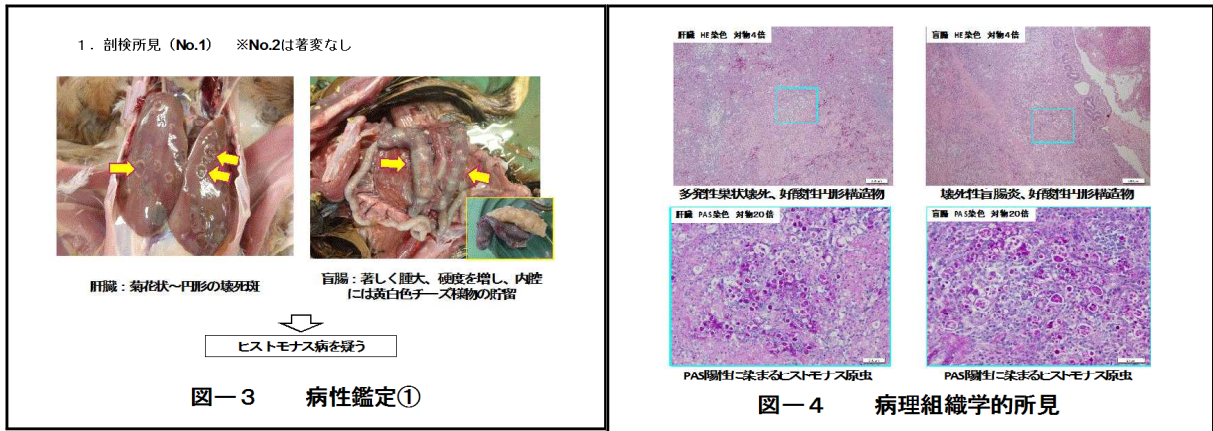 １．剖検所見（No.1）　※No.2は著変なし
肝臓：菊花状～円形の壊死斑
盲腸：著しく腫大、硬度を増し、内腔
には黄白色チーズ様物の貯留
ヒストモナス病を疑う
図－３　病性鑑定①
肝臓 HE染色 対物4倍
盲腸 HE染色 対物4倍
多発性巣状壊死、好酸性円形構造物
壊死性盲腸炎、好酸性円形構造物
肝臓 PAS染色 対物20倍
盲腸 PAS染色 対物20倍
PAS陽性に染まるヒストモナス原虫
PAS陽性に染まるヒストモナス原虫
図－４　病理組織学的所見